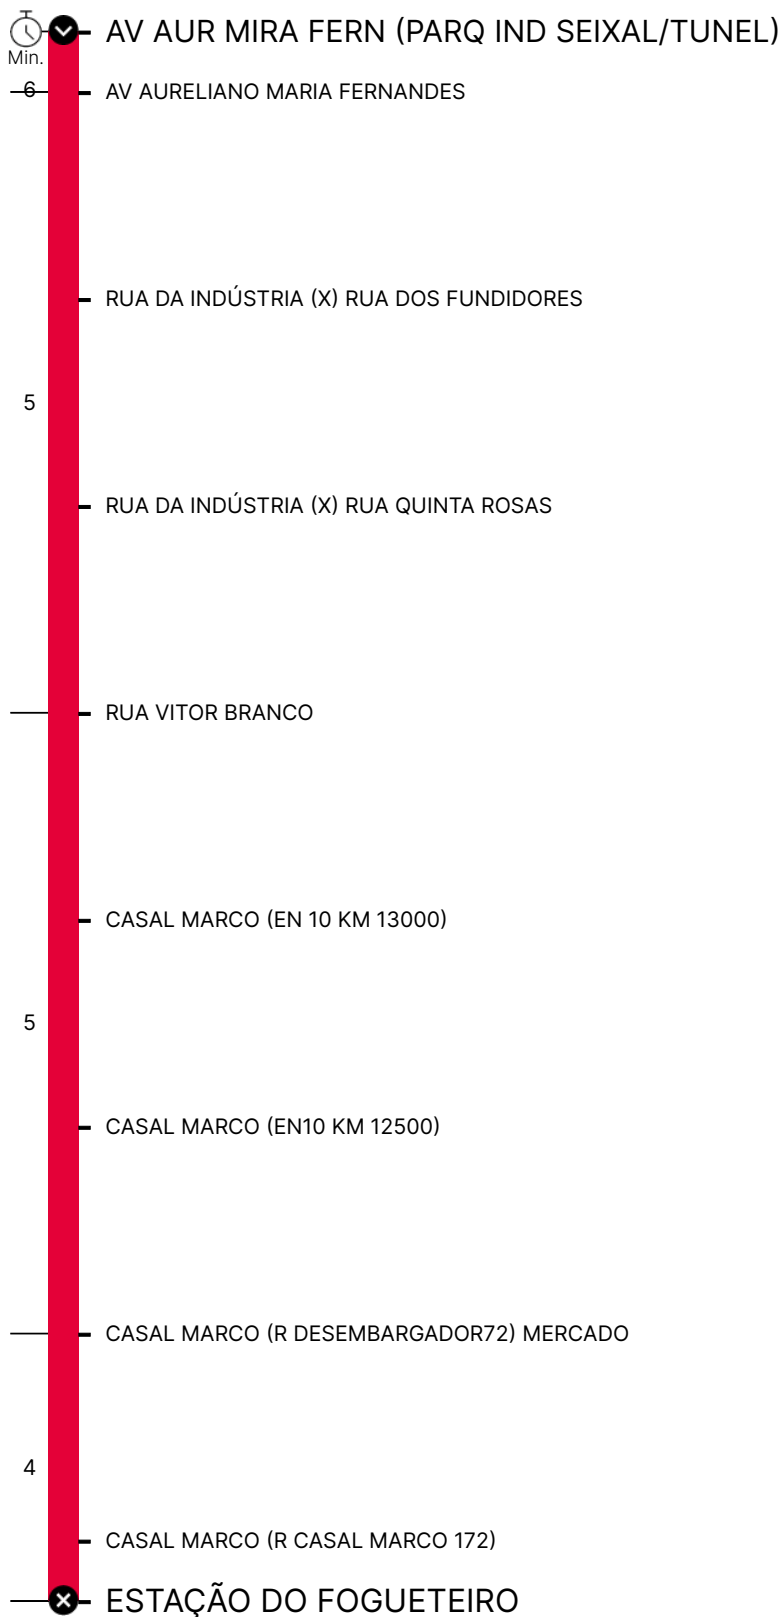 AV AUR MIRA FERN (PARQ IND SEIXAL/TUNEL)
Min.
6
AV AURELIANO MARIA FERNANDES
RUA DA INDÚSTRIA (X) RUA DOS FUNDIDORES
5
RUA DA INDÚSTRIA (X) RUA QUINTA ROSAS
RUA VITOR BRANCO
CASAL MARCO (EN 10 KM 13000)
5
CASAL MARCO (EN10 KM 12500)
CASAL MARCO (R DESEMBARGADOR72) MERCADO
4
CASAL MARCO (R CASAL MARCO 172)
ESTAÇÃO DO FOGUETEIRO